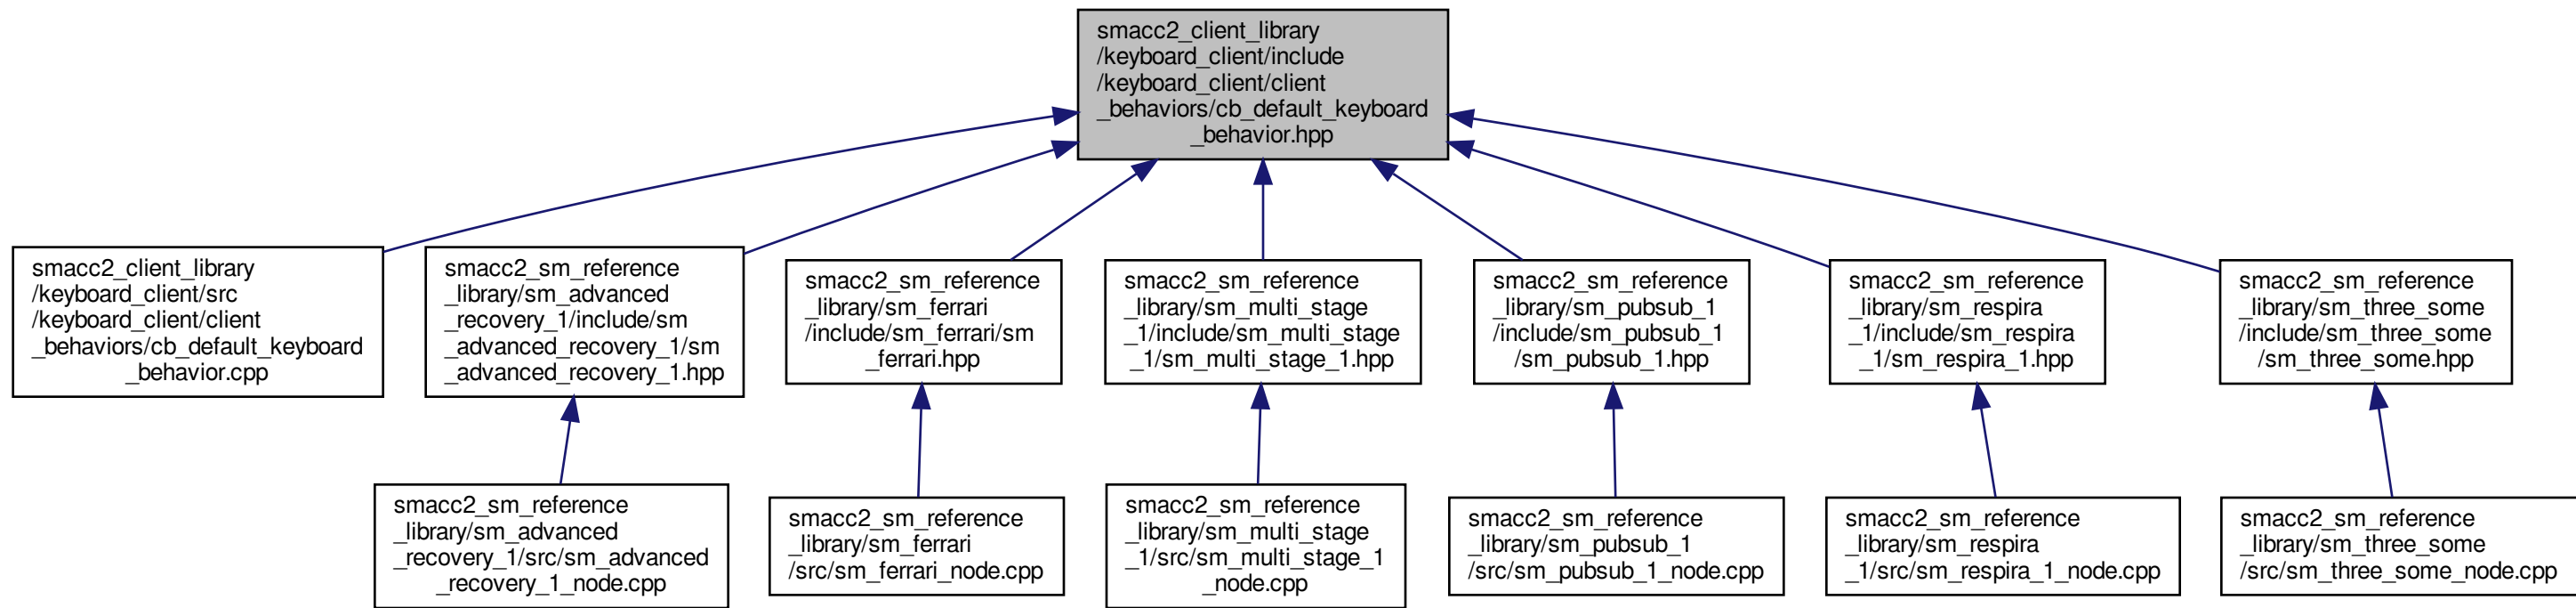 smacc2_client_library
/keyboard_client/include
/keyboard_client/client
_behaviors/cb_default_keyboard
_behavior.hpp
smacc2_client_library
/keyboard_client/src
/keyboard_client/client
_behaviors/cb_default_keyboard
_behavior.cpp
smacc2_sm_reference
_library/sm_advanced
_recovery_1/include/sm
_advanced_recovery_1/sm
_advanced_recovery_1.hpp
smacc2_sm_reference
_library/sm_ferrari
/include/sm_ferrari/sm
_ferrari.hpp
smacc2_sm_reference
_library/sm_multi_stage
_1/include/sm_multi_stage
_1/sm_multi_stage_1.hpp
smacc2_sm_reference
_library/sm_pubsub_1
/include/sm_pubsub_1
/sm_pubsub_1.hpp
smacc2_sm_reference
_library/sm_respira
_1/include/sm_respira
_1/sm_respira_1.hpp
smacc2_sm_reference
_library/sm_three_some
/include/sm_three_some
/sm_three_some.hpp
smacc2_sm_reference
_library/sm_advanced
_recovery_1/src/sm_advanced
_recovery_1_node.cpp
smacc2_sm_reference
_library/sm_ferrari
/src/sm_ferrari_node.cpp
smacc2_sm_reference
_library/sm_multi_stage
_1/src/sm_multi_stage_1
_node.cpp
smacc2_sm_reference
_library/sm_pubsub_1
/src/sm_pubsub_1_node.cpp
smacc2_sm_reference
_library/sm_respira
_1/src/sm_respira_1_node.cpp
smacc2_sm_reference
_library/sm_three_some
/src/sm_three_some_node.cpp